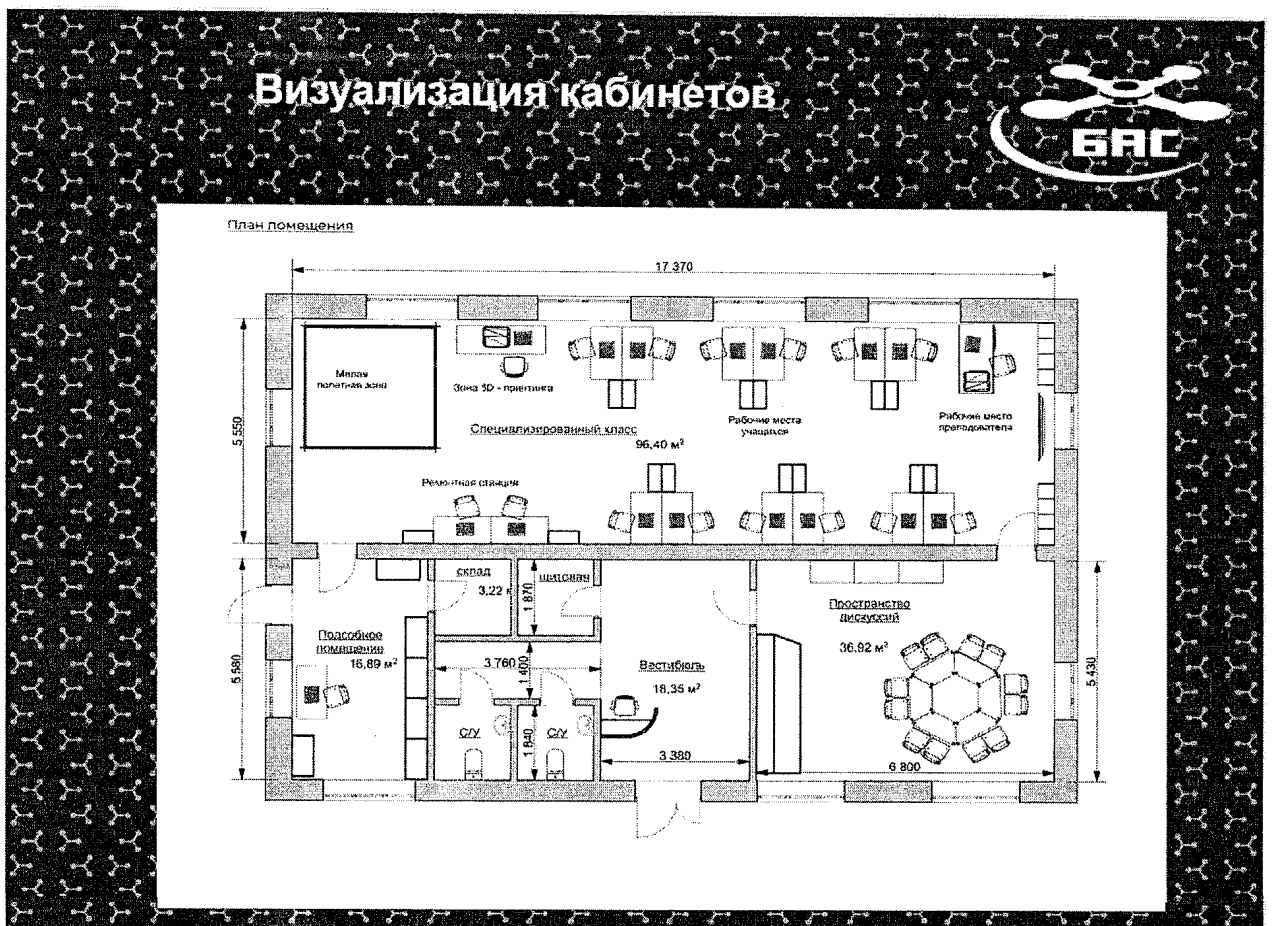 Визуализация кабинетов
БАС
План помещения
17 370
5 550
Малая
полетная зона
Зона 3D - принтинга
Специализированный класс
96,40 м²
Рабочие места
учащихся
Рабочие место
преподователя
Ремонтная станция
5 580
склад
3,22 м
щитовая
1 870
Подсобное
помещение
16,89 м²
3 760
1 400
Вестибюль
18,35 м²
Пространство
дискуссий
36,92 м²
5 430
С/У
1 840
С/У
3 380
6 800